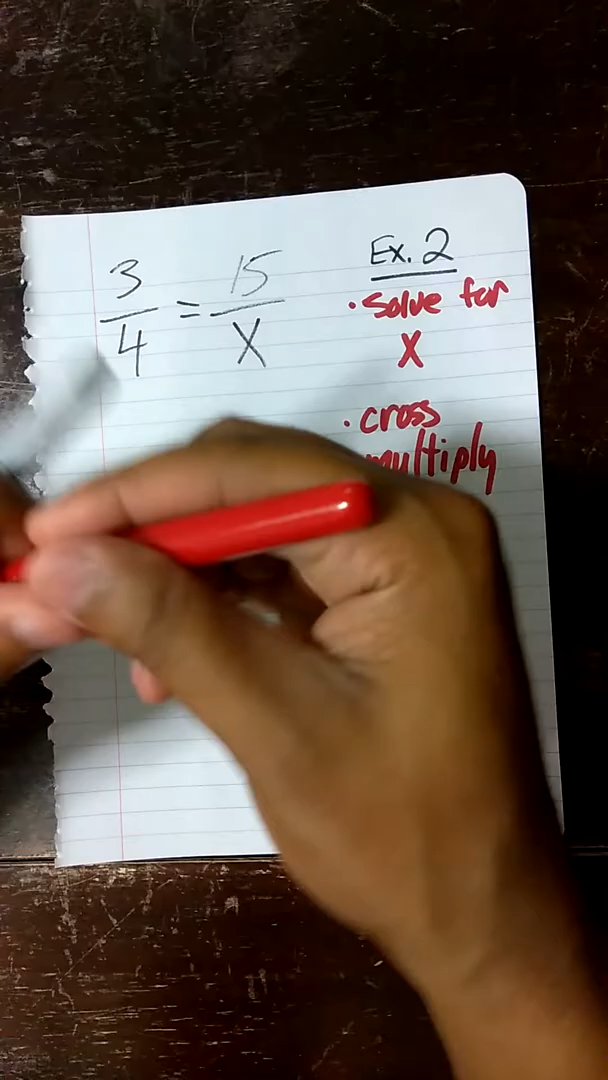 3/4 = 15/X
Ex. 2
• solve for
X
• cross
multiply